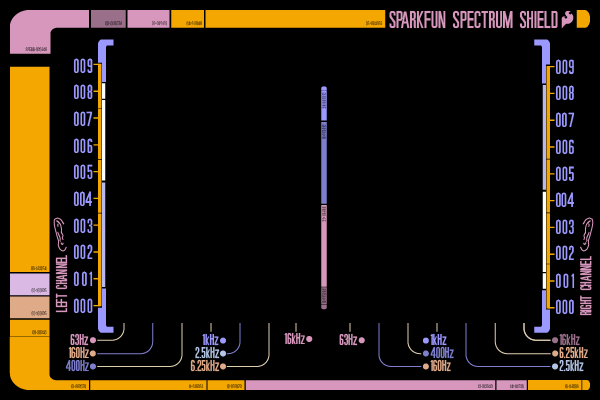 SPARKFUN SPECTRUM SHIELD
009
008
007
006
005
004
003
002
001
000
LEFT CHANNEL
009
008
007
006
005
004
003
002
001
000
RIGHT CHANNEL
63Hz
160Hz
400Hz
1kHz
2.5kHz
6.25kHz
16kHz
63Hz
1kHz
400Hz
160Hz
16kHz
6.25kHz
2.5kHz